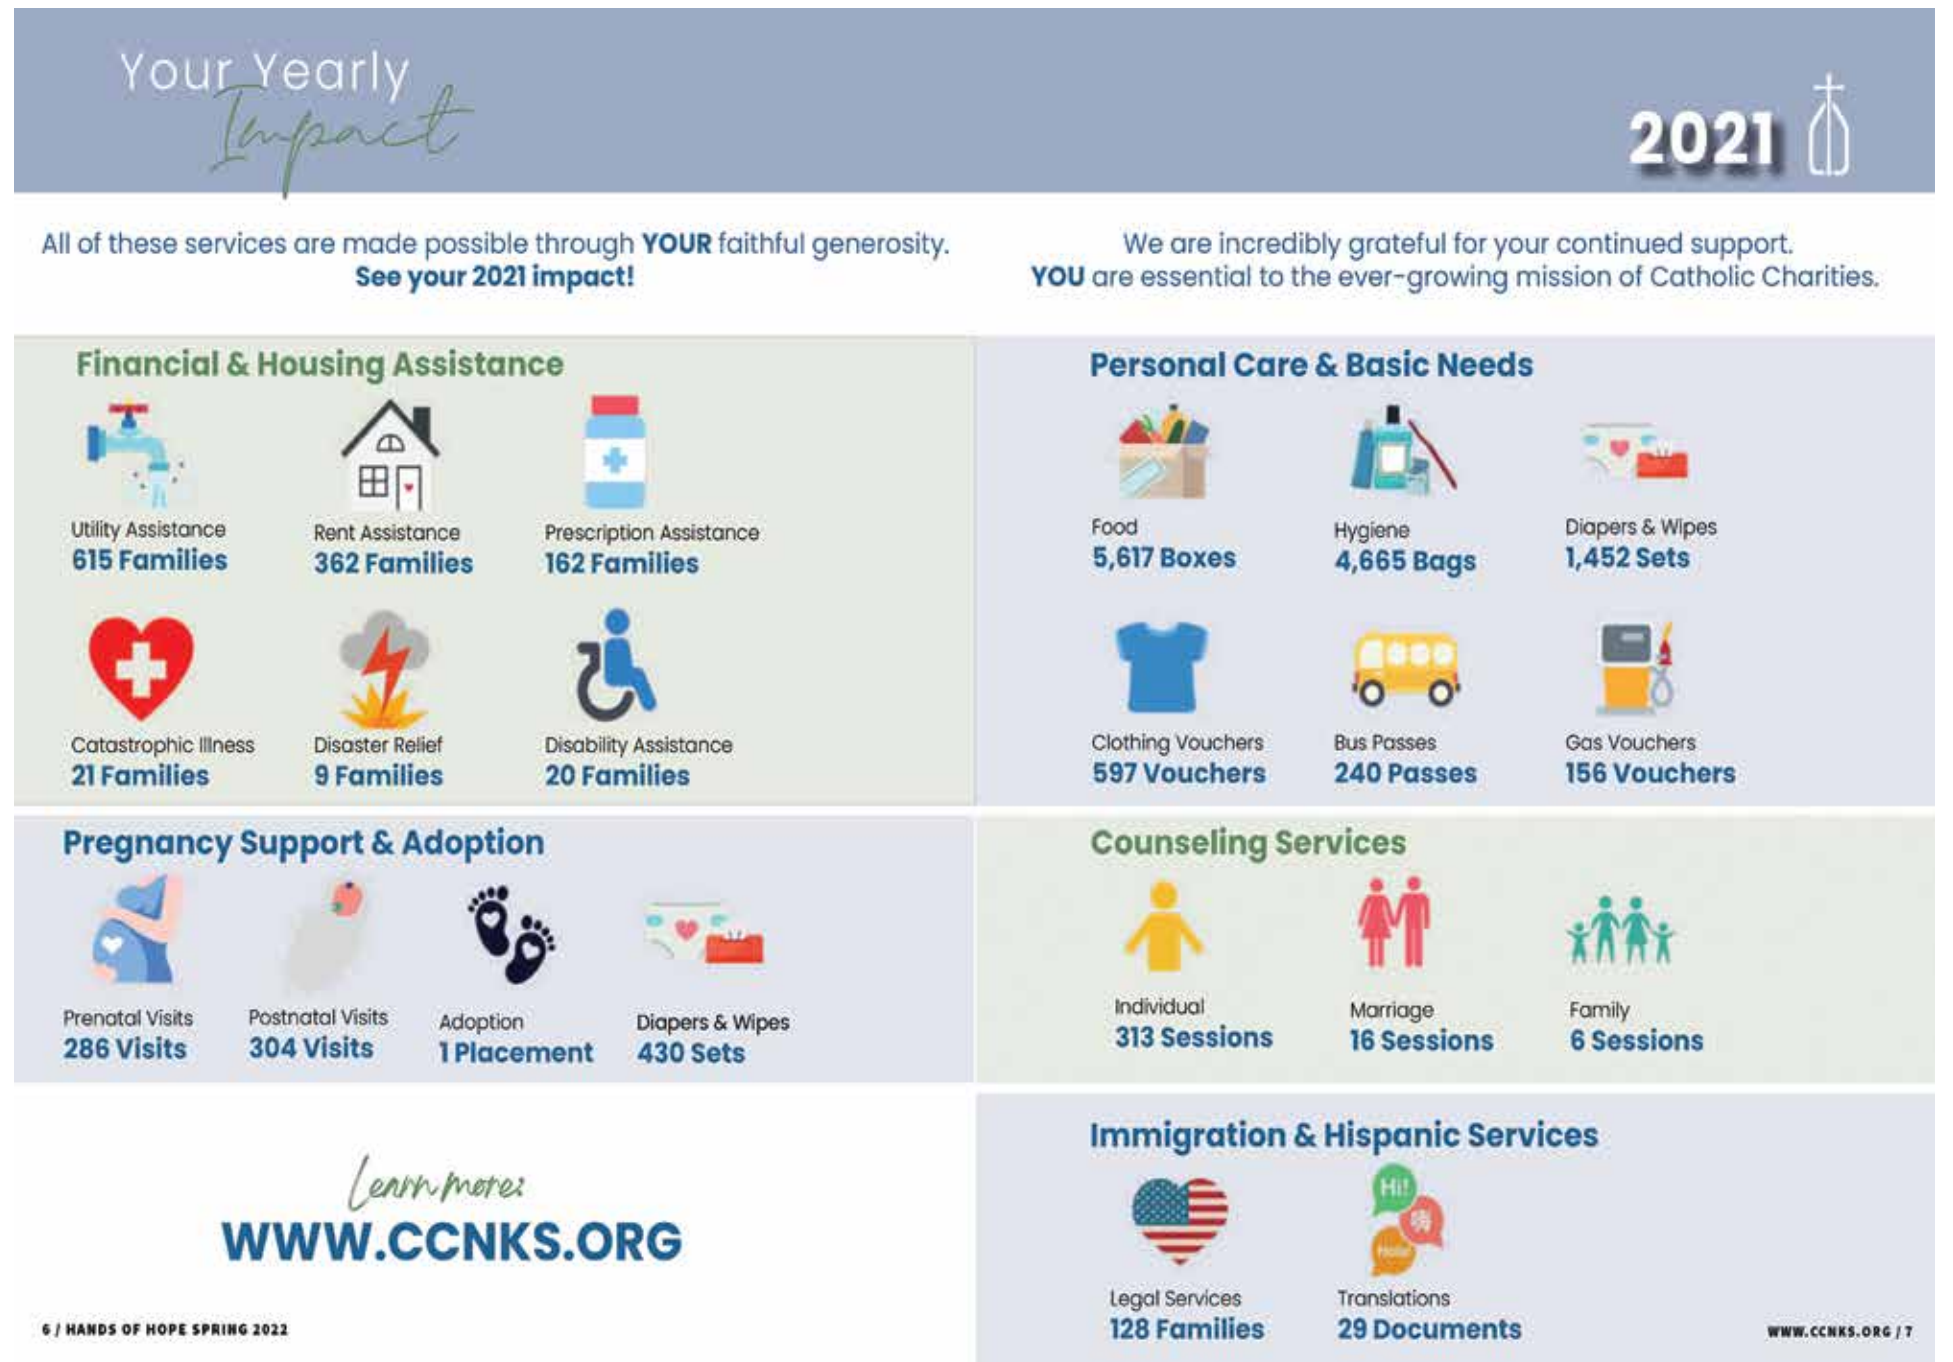 Your Yearly
Impact
2021
All of these services are made possible through YOUR faithful generosity.
See your 2021 impact!
We are incredibly grateful for your continued support.
YOU are essential to the ever-growing mission of Catholic Charities.
Financial & Housing Assistance
Utility Assistance
615 Families
Rent Assistance
362 Families
Prescription Assistance
162 Families
Catastrophic Illness
21 Families
Disaster Relief
9 Families
Disability Assistance
20 Families
Personal Care & Basic Needs
Food
5,617 Boxes
Hygiene
4,665 Bags
Diapers & Wipes
1,452 Sets
Clothing Vouchers
597 Vouchers
Bus Passes
240 Passes
Gas Vouchers
156 Vouchers
Pregnancy Support & Adoption
Prenatal Visits
286 Visits
Postnatal Visits
304 Visits
Adoption
1 Placement
Diapers & Wipes
430 Sets
Counseling Services
Individual
313 Sessions
Marriage
16 Sessions
Family
6 Sessions
Learn more:
WWW.CCNKS.ORG
Immigration & Hispanic Services
Hi!
Hola!
Legal Services
128 Families
Translations
29 Documents
6 / HANDS OF HOPE SPRING 2022
WWW.CCNKS.ORG / 7